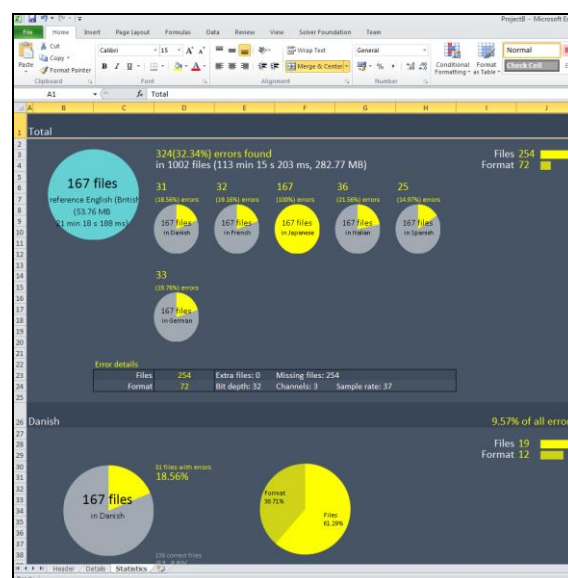 ProjectB - Microsoft Ex
File Home Insert Page Layout Formulas Data Review View Solver Foundation Team
Paste
Cut
Copy
Format Painter
Clipboard
Calibri 15
B I U
Font
Wrap Text
Merge & Center
Alignment
General
Number
Conditional Formatting
Format as Table
Normal
Check Cell
A1 fx Total
A B C D E F G H I J
Total
324(32.34%) errors found
in 1002 files (113 min 15 s 203 ms, 282.77 MB)
Files 254
Format 72
167 files
reference English (British
(53.76 MB
21 min 18 s 188 ms)
31 32 167 36 25
(18.56%) errors (19.16%) errors (100%) errors (21.56%) errors (14.97%) errors
167 files 167 files 167 files 167 files 167 files
in Danish in French in Japanese in Italian in Spanish
33
(19.76%) errors
167 files
in German
Error details
Files 254 Extra files: 0 Missing files: 254
Format 72 Bit depth: 32 Channels: 3 Sample rate: 37
Danish 9.57% of all erro
Files 19
Format 12
31 files with errors
18.56%
167 files
in Danish
Format
38.71%
Files
61.29%
136 correct files
Header Details Statistics